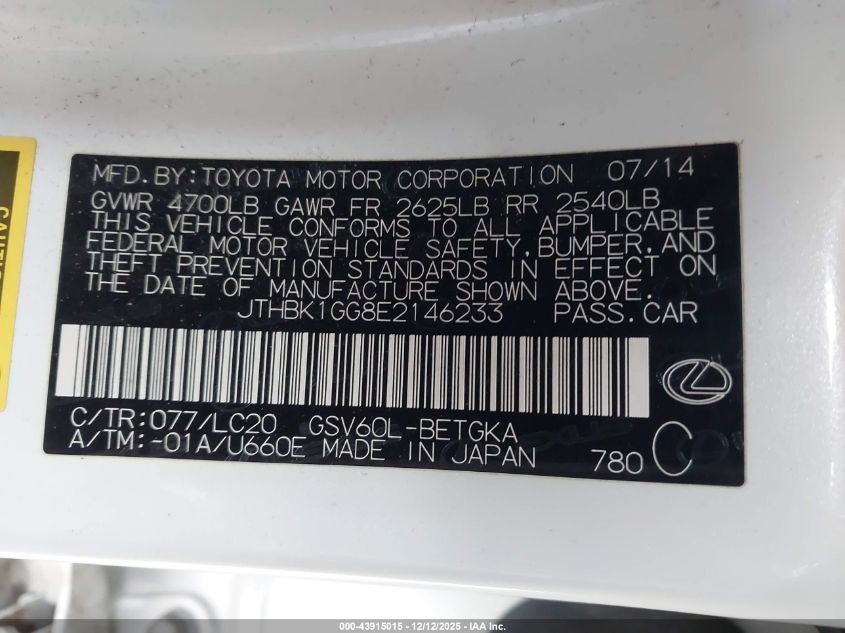 MFD. BY: TOYOTA MOTOR CORPORATION 07/14
GVWR 4700LB GAWR FR 2625LB RR 2540LB
THIS VEHICLE CONFORMS TO ALL APPLICABLE
FEDERAL MOTOR VEHICLE SAFETY, BUMPER, AND
THEFT PREVENTION STANDARDS IN EFFECT ON
THE DATE OF MANUFACTURE SHOWN ABOVE.
JTHBK1GG8E2146233 PASS. CAR
C/TR: 077/LC20 GSV60L-BETGKA
A/TM: -01A/U660E MADE IN JAPAN 780 C
000-43915015 - 12/12/2025 - IAA Inc.